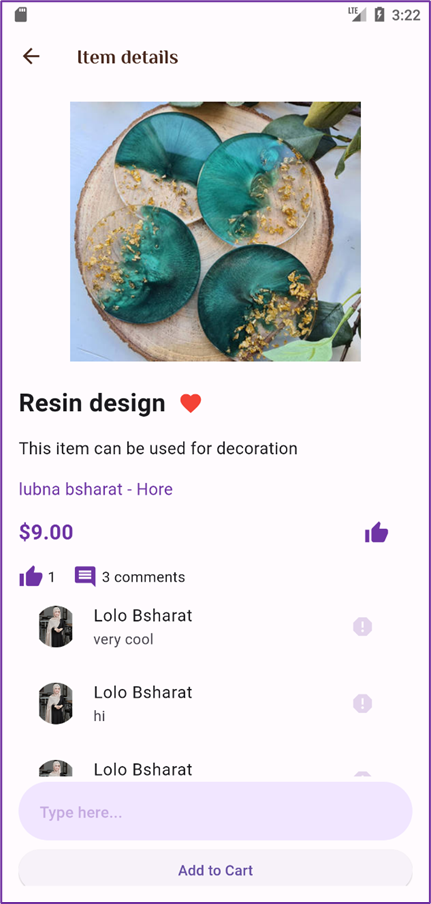 LTE 3:22
Item details
Resin design
This item can be used for decoration
lubna bsharat - Hore
$9.00
1 3 comments
Lolo Bsharat
very cool
Lolo Bsharat
hi
Lolo Bsharat
Type here...
Add to Cart